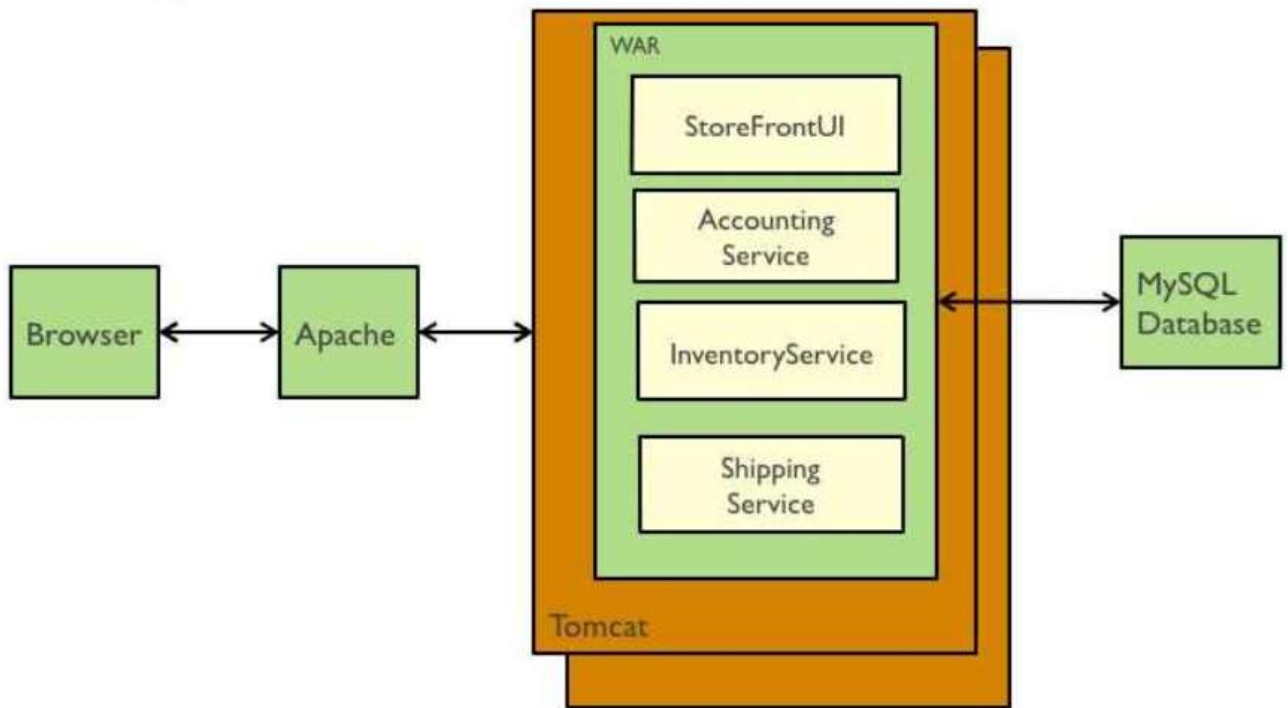 WAR
StoreFrontUI
Accounting
Service
InventoryService
Shipping
Service
Tomcat
Browser
Apache
MySQL
Database